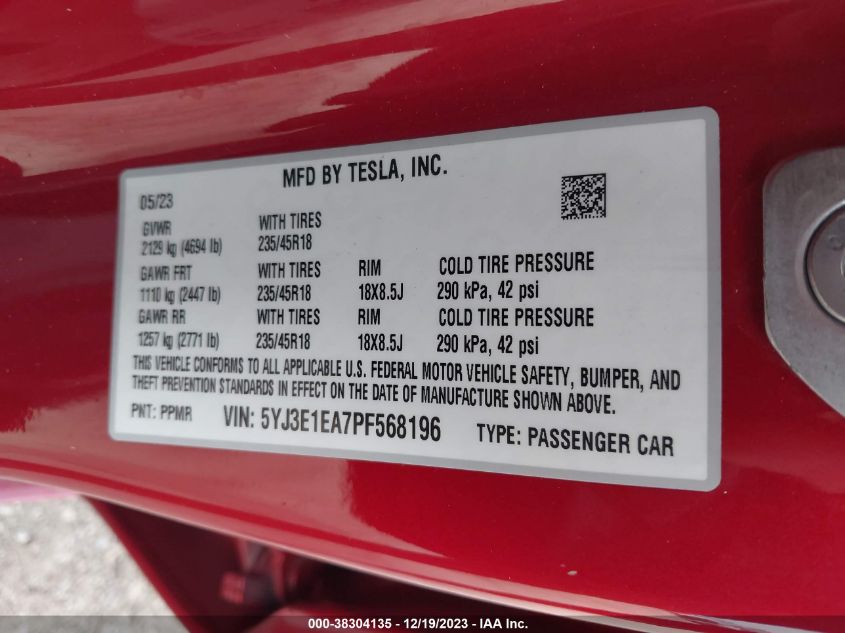 MFD BY TESLA, INC.
05/23
GVWR WITH TIRES
2129 kg (4694 lb) 235/45R18
GAWR FRT WITH TIRES RIM COLD TIRE PRESSURE
1110 kg (2447 lb) 235/45R18 18X8.5J 290 kPa, 42 psi
GAWR RR WITH TIRES RIM COLD TIRE PRESSURE
1257 kg (2771 lb) 235/45R18 18X8.5J 290 kPa, 42 psi
THIS VEHICLE CONFORMS TO ALL APPLICABLE U.S. FEDERAL MOTOR VEHICLE SAFETY, BUMPER, AND
THEFT PREVENTION STANDARDS IN EFFECT ON THE DATE OF MANUFACTURE SHOWN ABOVE.
PNT: PPMR VIN: 5YJ3E1EA7PF568196 TYPE: PASSENGER CAR
000-38304135 - 12/19/2023 - IAA Inc.